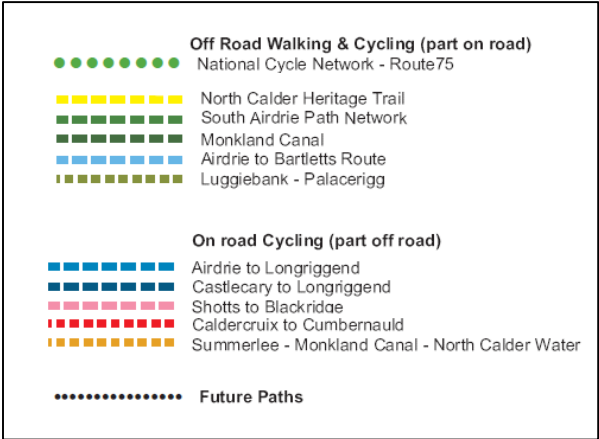 Off Road Walking & Cycling (part on road)
National Cycle Network - Route75
North Calder Heritage Trail
South Airdrie Path Network
Monkland Canal
Airdrie to Bartletts Route
Luggiebank - Palacerigg
On road Cycling (part off road)
Airdrie to Longriggend
Castlecary to Longriggend
Shotts to Blackridge
Caldercruix to Cumbernauld
Summerlee - Monkland Canal - North Calder Water
Future Paths